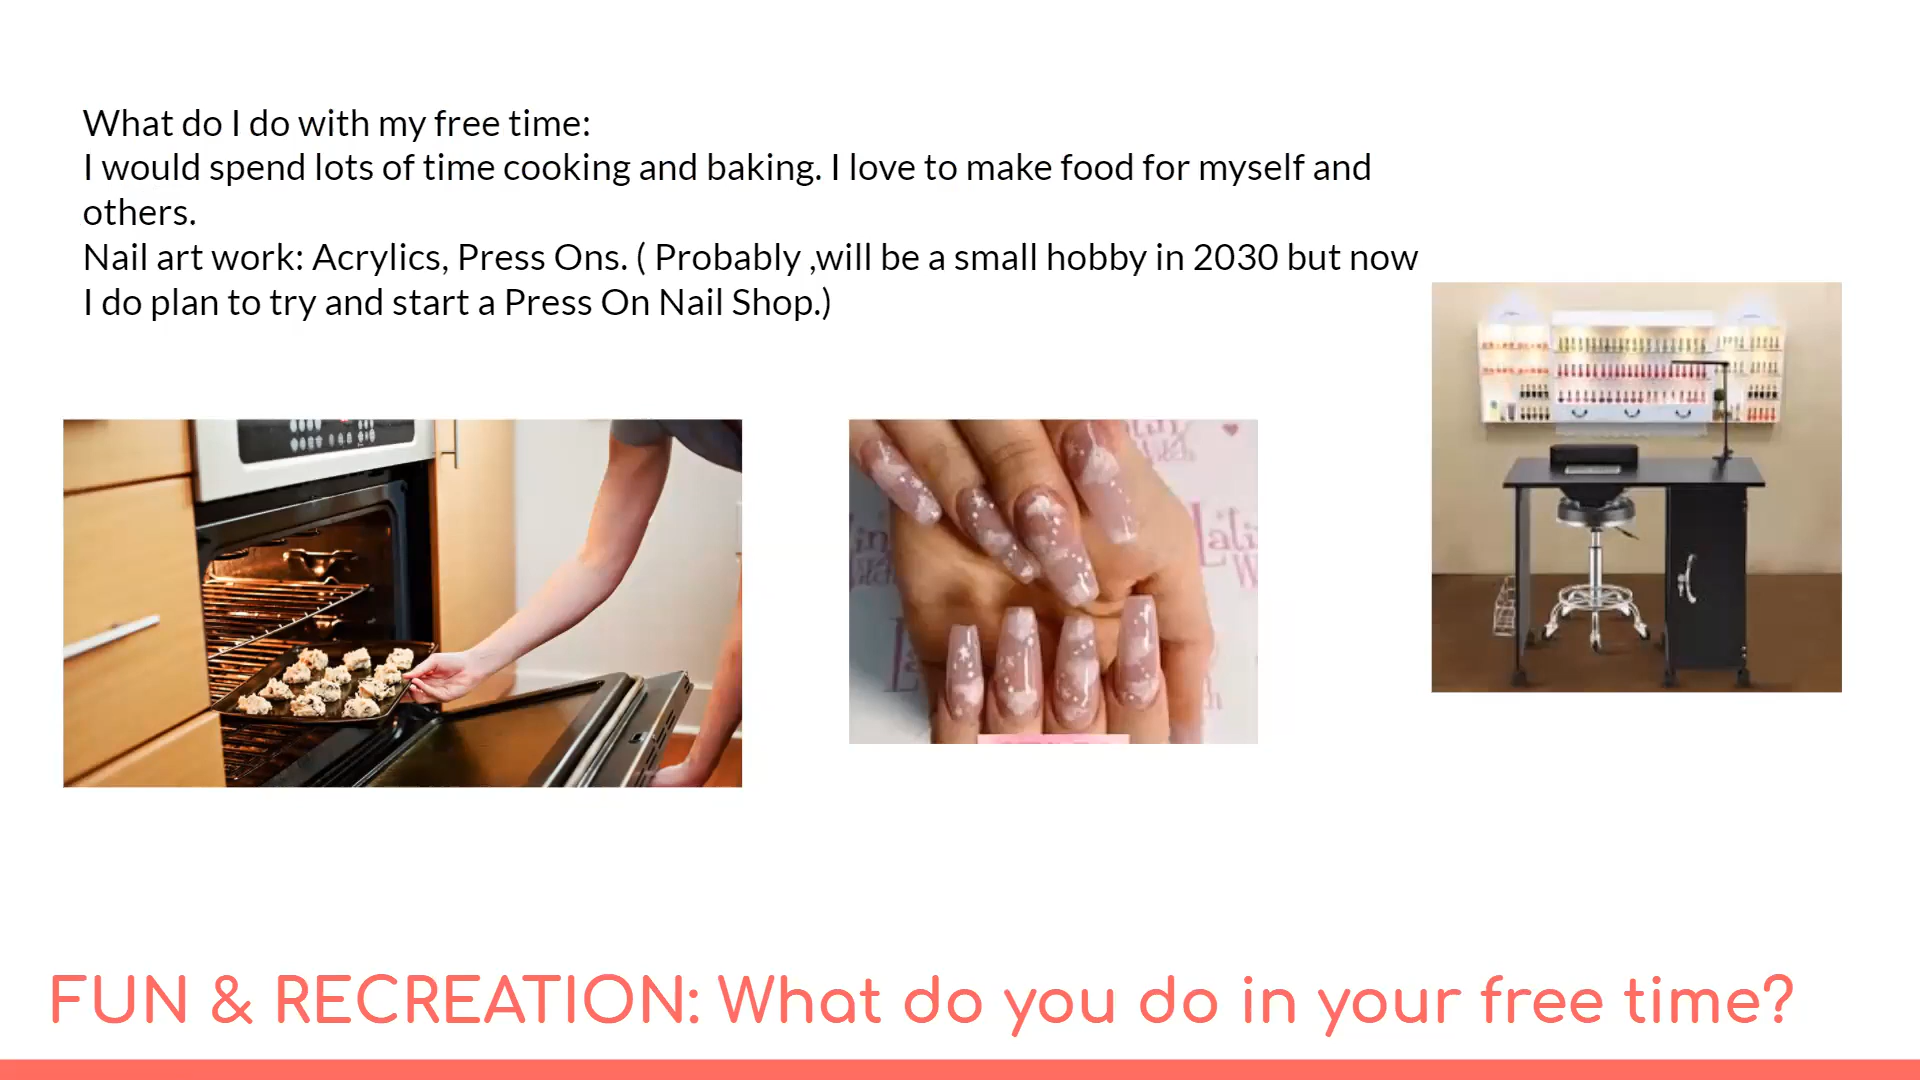 What do I do with my free time:
I would spend lots of time cooking and baking. I love to make food for myself and
others.
Nail art work: Acrylics, Press Ons. ( Probably ,will be a small hobby in 2030 but now
I do plan to try and start a Press On Nail Shop.)
FUN & RECREATION: What do you do in your free time?